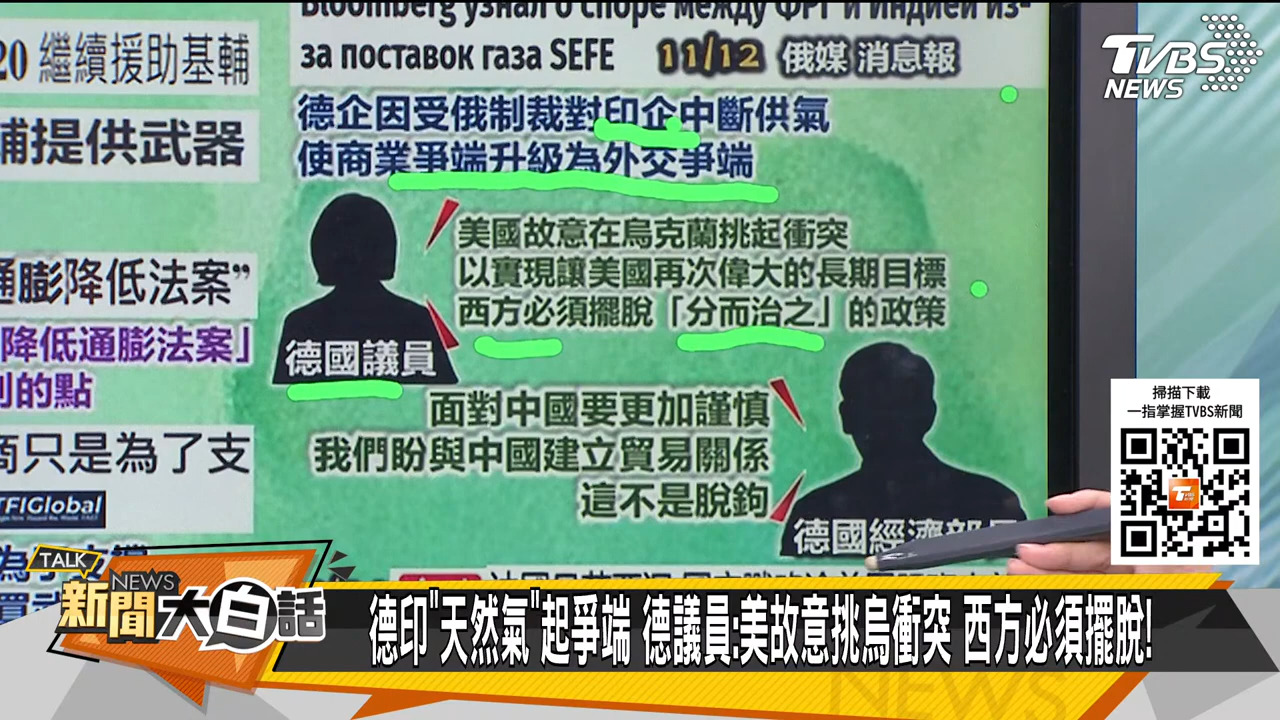 Bloomberg узнал о споре между ФРГ и Индией из-
за поставок газа SEFE
11/12 俄媒 消息報
TVBS
NEWS
20 繼續援助基輔
德企因受俄制裁對印企中斷供氣
使商業爭端升級為外交爭端
輔提供武器
美國故意在烏克蘭挑起衝突
以實現讓美國再次偉大的長期目標
西方必須擺脫「分而治之」的政策
德國議員
通膨降低法案”
降低通膨法案」
利的點
面對中國要更加謹慎
我們盼與中國建立貿易關係
這不是脫鉤
德國經濟部長
商只是為了支
TFIGlobal
掃描下載
一指掌握TVBS新聞
TALK
NEWS
新聞大白話
德印"天然氣"起爭端 德議員:美故意挑烏衝突 西方必須擺脫!
NEWS